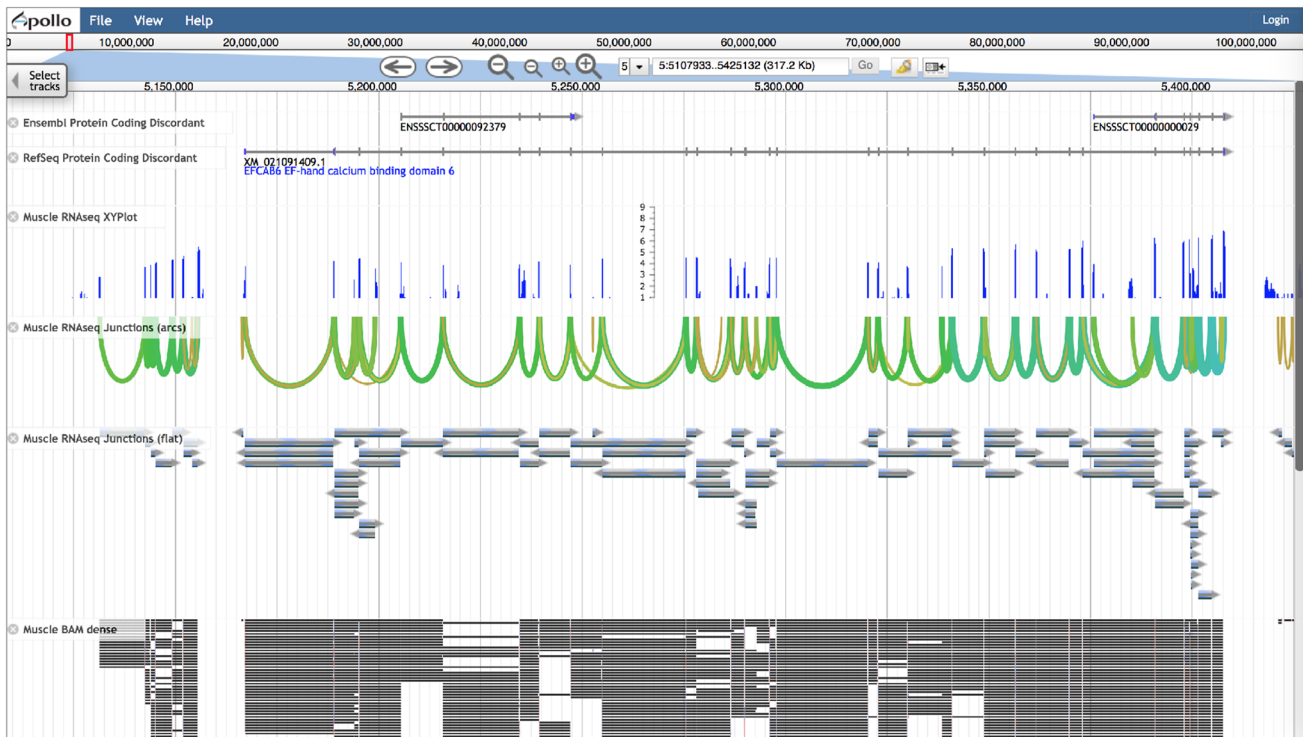 Apollo File View Help Login
0 10,000,000 20,000,000 30,000,000 40,000,000 50,000,000 60,000,000 70,000,000 80,000,000 90,000,000 100,000,000
Select
tracks
5 5:5107933..5425132 (317.2 Kb) Go
5,150,000 5,200,000 5,250,000 5,300,000 5,350,000 5,400,000
Ensembl Protein Coding Discordant
ENSSSCT00000092379 ENSSSCT00000000029
RefSeq Protein Coding Discordant
XM_021091409.1
EFCAB6 EF-hand calcium binding domain 6
Muscle RNAseq XYPlot
9
8
7
6
5
4
3
2
1
Muscle RNAseq Junctions (arcs)
Muscle RNAseq Junctions (flat)
Muscle BAM dense